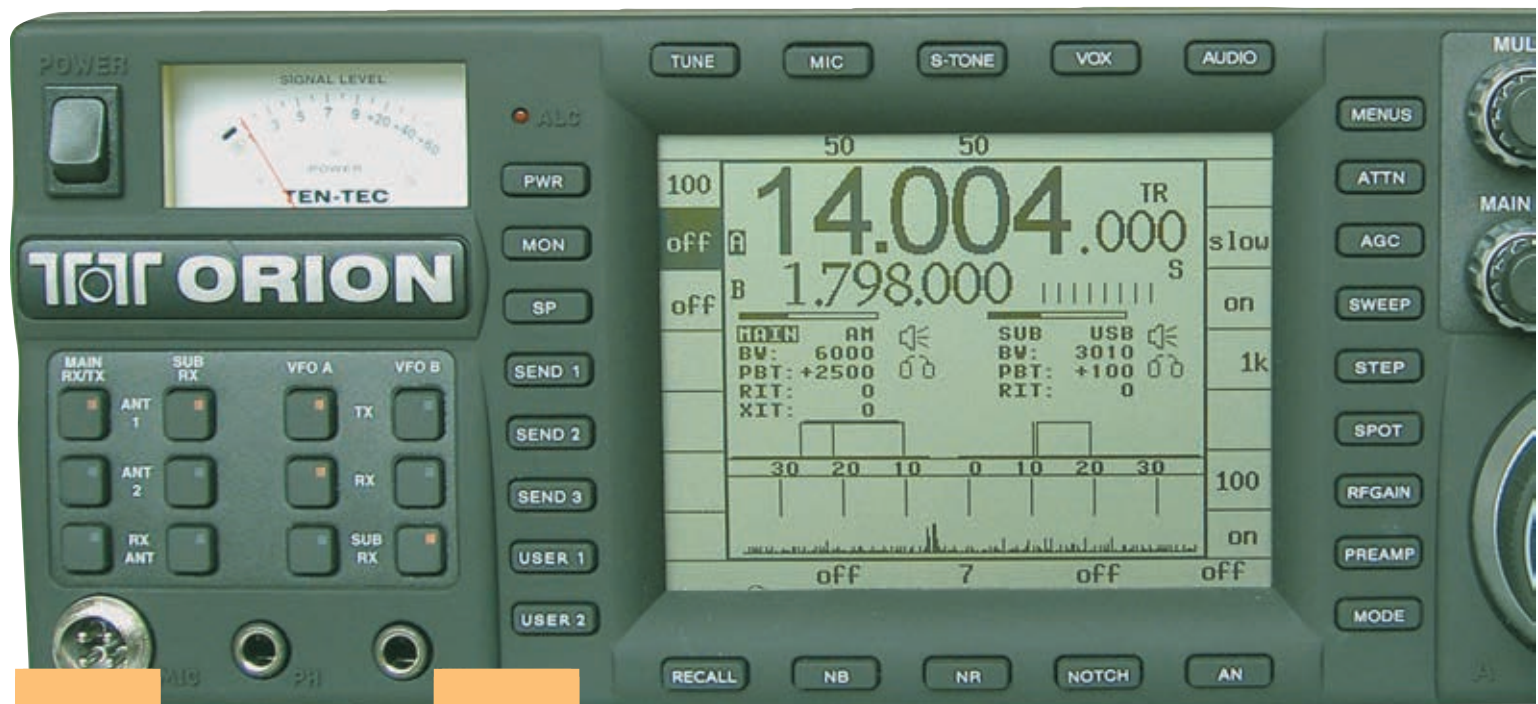 POWER
SIGNAL LEVEL
3 5 7 9 +20 +40 +60
POWER
TEN-TEC
ALC
TUNE MIC S-TONE VOX AUDIO
MUL
MAIN
TT ORION
PWR
MON
SP
SEND 1
SEND 2
SEND 3
USER 1
USER 2
MAIN RX/TX SUB RX VFO A VFO B
ANT 1 TX
ANT 2 RX
RX ANT SUB RX
MIC PH
50 50
100
off
off
A 14.004.000 TR
B 1.798.000 S
MAIN AM
BW: 6000
PBT: +2500
RIT: 0
XIT: 0
SUB USB
BW: 3010
PBT: +100
RIT: 0
30 20 10 0 10 20 30
slow
on
1k
100
on
off 7 off off
MENUS
ATTN
AGC
SWEEP
STEP
SPOT
RFGAIN
PREAMP
MODE
RECALL NB NR NOTCH AN
A